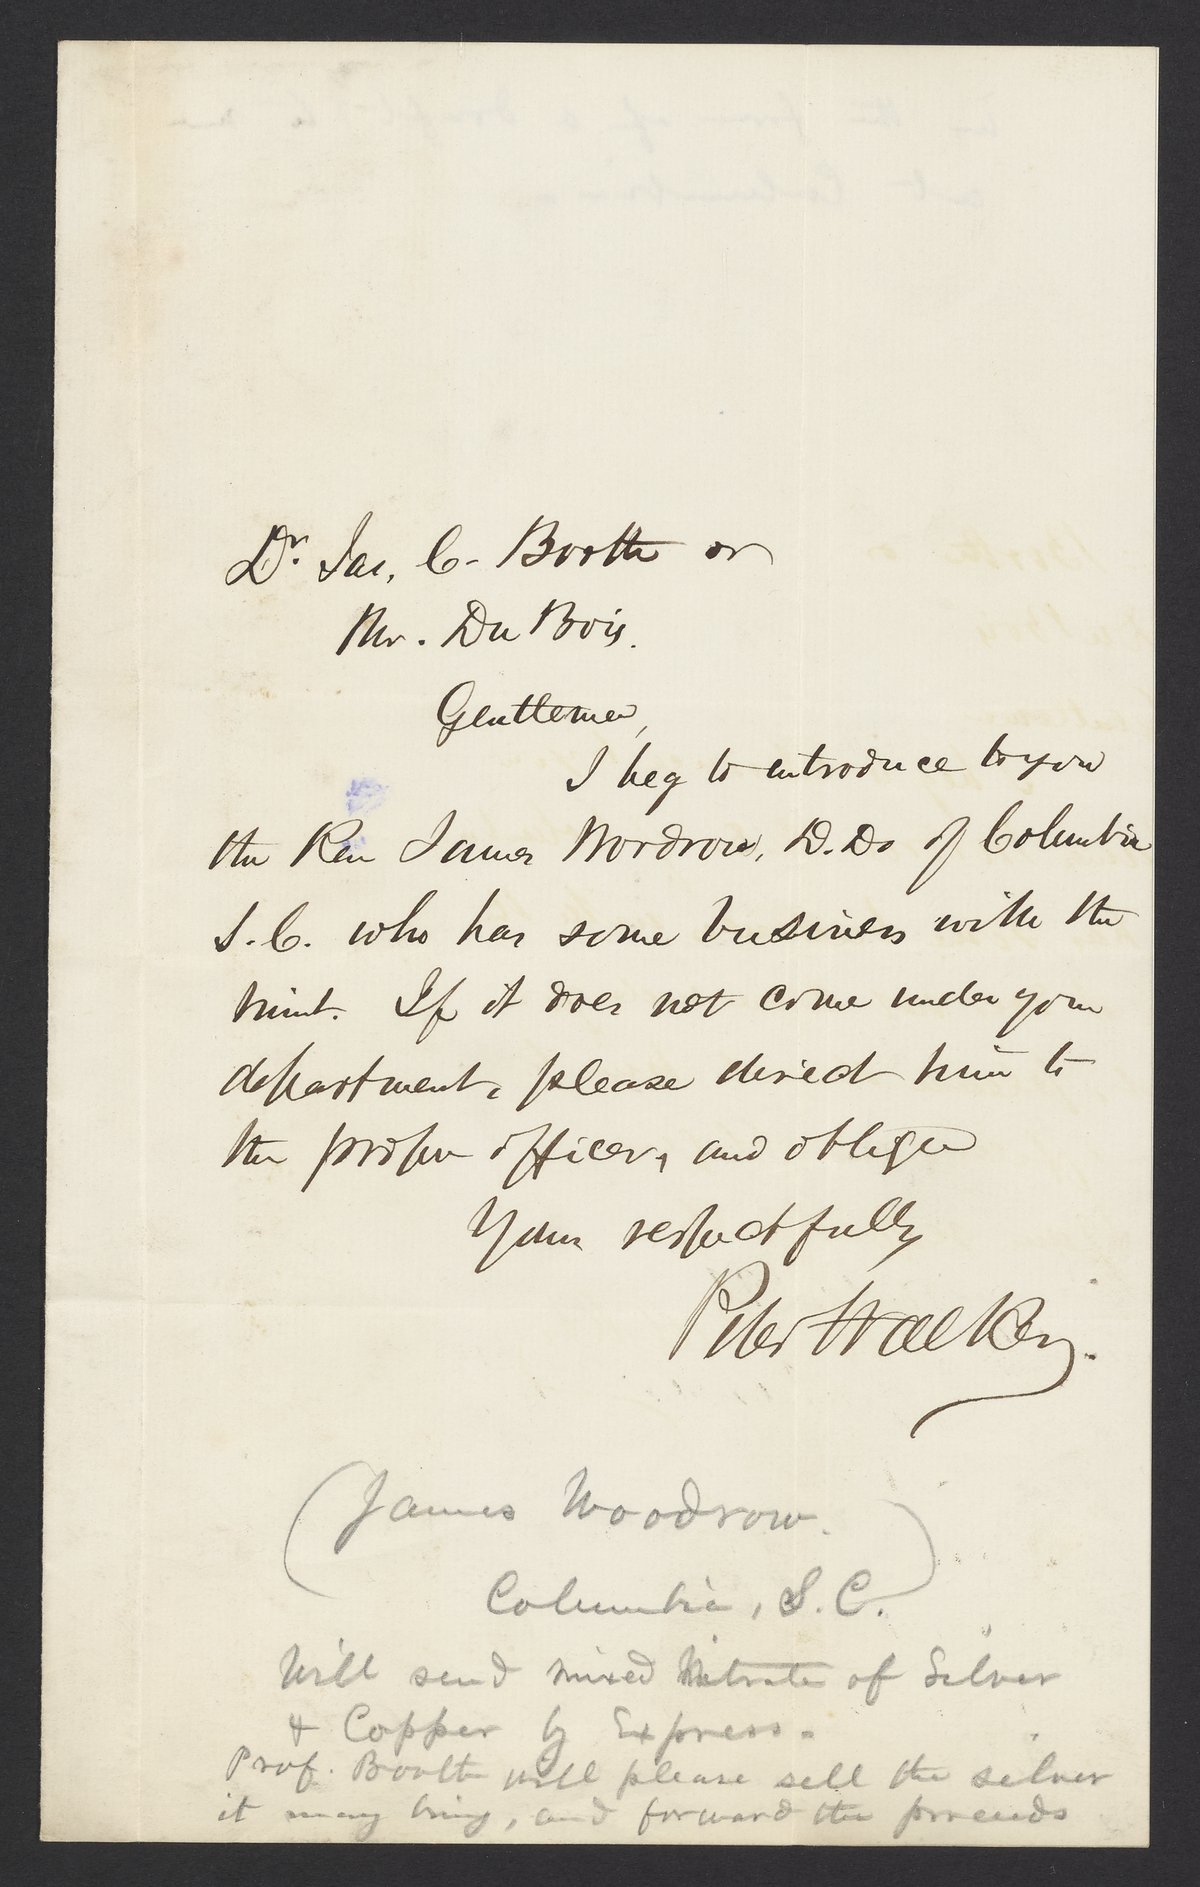 Dr. Jas. C. Booth or
Mr. Du Bois.
Gentlemen,
I beg to introduce to you
the Rev James Wordrow, D.D. of Columbia
S.C. who has some business with the
mint. If it does not come under your
department, please direct him to
the proper officer, and oblige
Yours respectfully
Peter Walker.
(James Woodrow.
Columbia, S.C.)
Will send mixed Nitrate of Silver
& Copper by Express.
Prof. Booth will please sell the silver
it may bring, and forward the proceeds